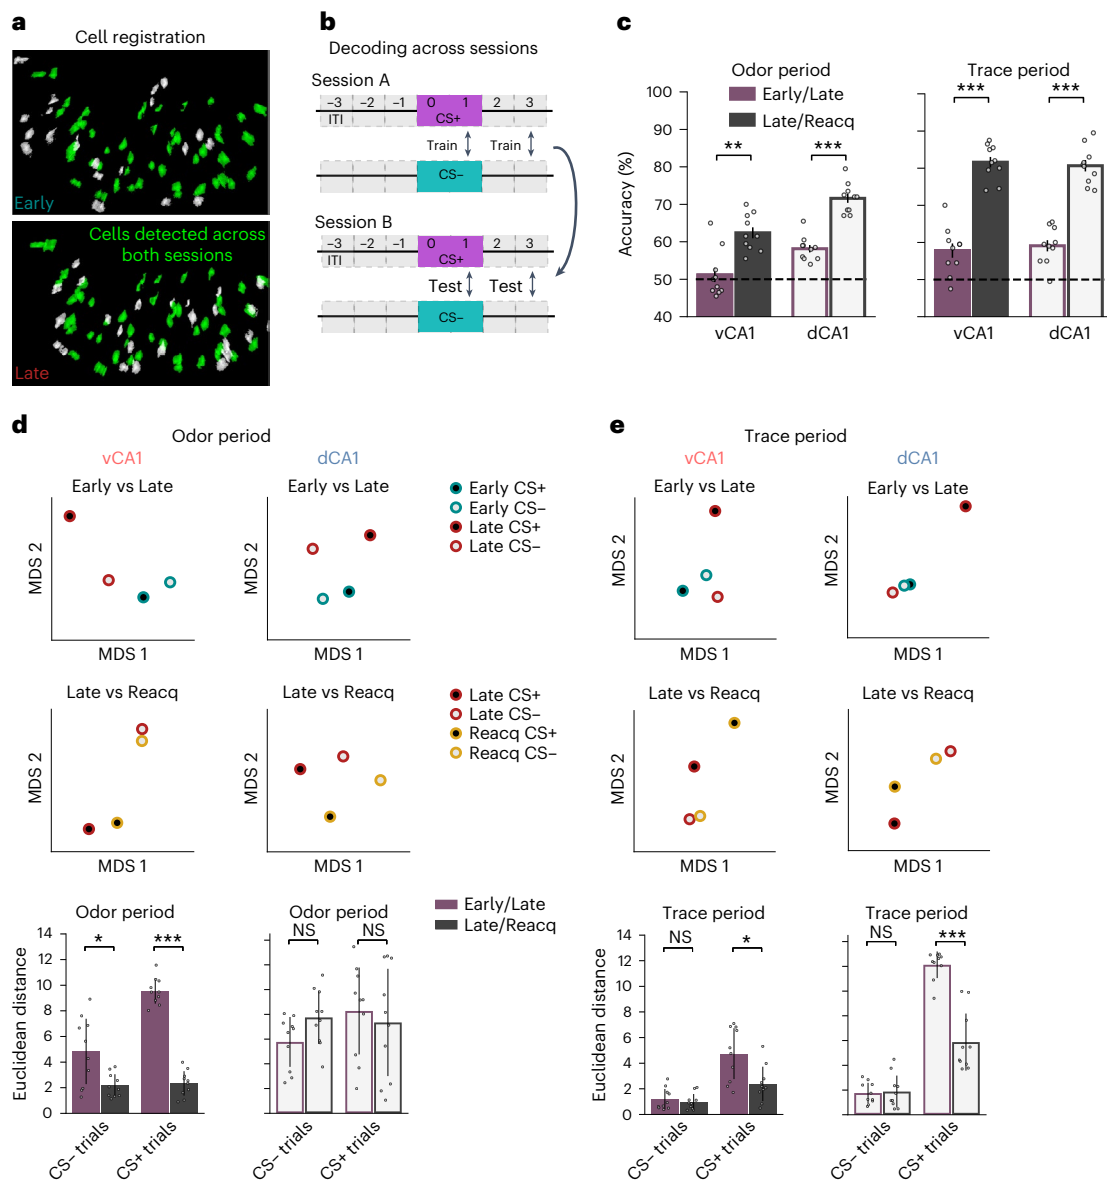 a
Cell registration
Early
Cells detected across
both sessions
Late
b
Decoding across sessions
Session A
−3 −2 −1 0 1 2 3
ITI CS+
Train Train
CS−
Session B
−3 −2 −1 0 1 2 3
ITI CS+
Test Test
CS−
c
Odor period
Trace period
Early/Late
Late/Reacq
*** ***
** ***
Accuracy (%)
100
90
80
70
60
50
40
vCA1 dCA1
vCA1 dCA1
d
Odor period
vCA1
dCA1
Early vs Late
Early vs Late
MDS 2
MDS 1
MDS 2
MDS 1
Early CS+
Early CS−
Late CS+
Late CS−
Late vs Reacq
Late vs Reacq
MDS 2
MDS 1
MDS 2
MDS 1
Late CS+
Late CS−
Reacq CS+
Reacq CS−
Odor period
Odor period
Early/Late
Late/Reacq
* ***
NS NS
Euclidean distance
14
12
10
8
6
4
2
0
CS− trials
CS+ trials
CS− trials
CS+ trials
e
Trace period
vCA1
dCA1
Early vs Late
Early vs Late
MDS 2
MDS 1
MDS 2
MDS 1
Late vs Reacq
Late vs Reacq
MDS 2
MDS 1
MDS 2
MDS 1
Trace period
Trace period
NS *
NS ***
Euclidean distance
14
12
10
8
6
4
2
0
CS− trials
CS+ trials
CS− trials
CS+ trials